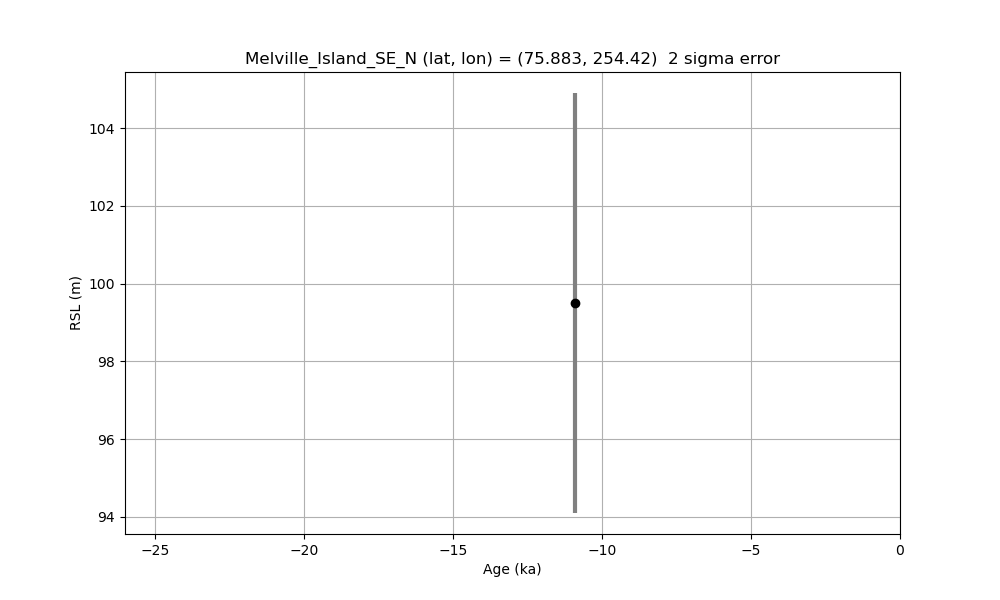 Melville_Island_SE_N (lat, lon) = (75.883, 254.42)  2 sigma error
104
102
100
98
96
94
RSL (m)
−25 −20 −15 −10 −5 0
Age (ka)